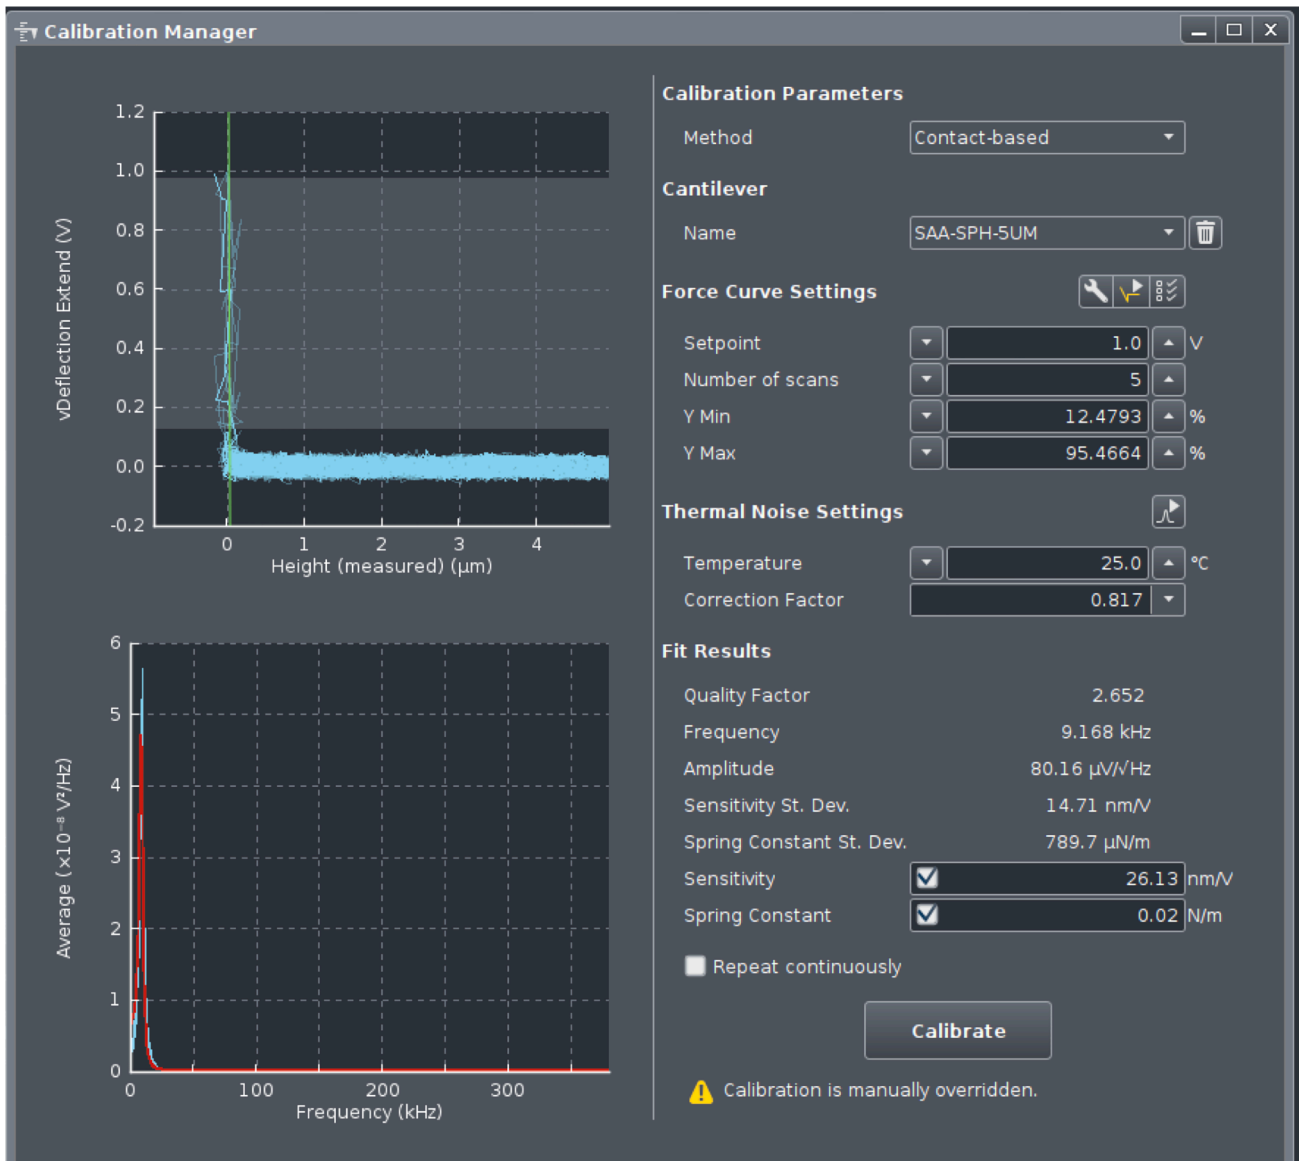 Calibration Manager
1.2
1.0
0.8
0.6
0.4
0.2
0.0
-0.2
vDeflection Extend (V)
0 1 2 3 4
Height (measured) (µm)
6
5
4
3
2
1
0
Average (×10⁻⁸ V²/Hz)
0 100 200 300
Frequency (kHz)
Calibration Parameters
Method Contact-based
Cantilever
Name SAA-SPH-5UM
Force Curve Settings
Setpoint 1.0 V
Number of scans 5
Y Min 12.4793 %
Y Max 95.4664 %
Thermal Noise Settings
Temperature 25.0 °C
Correction Factor 0.817
Fit Results
Quality Factor 2.652
Frequency 9.168 kHz
Amplitude 80.16 µV/√Hz
Sensitivity St. Dev. 14.71 nm/V
Spring Constant St. Dev. 789.7 µN/m
Sensitivity 26.13 nm/V
Spring Constant 0.02 N/m
Repeat continuously
Calibrate
Calibration is manually overridden.